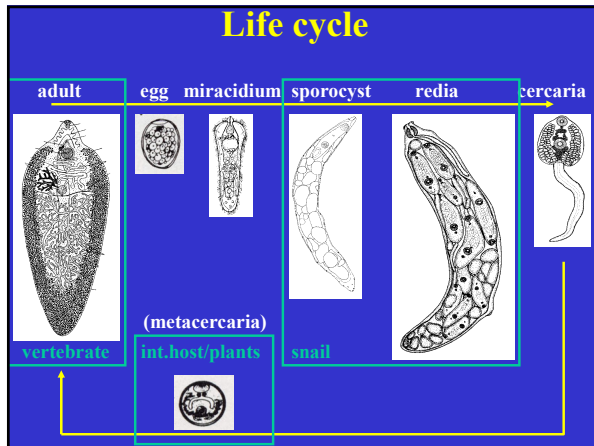 Life cycle
adult egg miracidium sporocyst redia cercaria
(metacercaria)
vertebrate int.host/plants snail